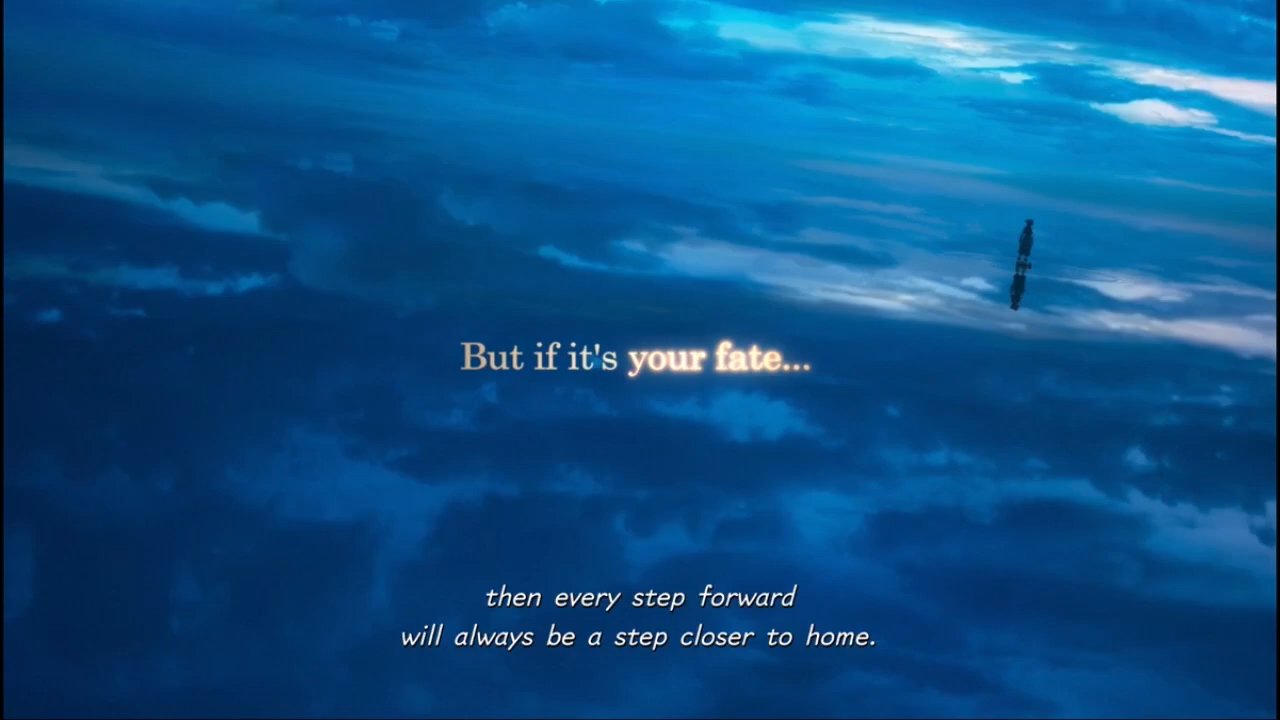 But if it's your fate...
then every step forward
will always be a step closer to home.